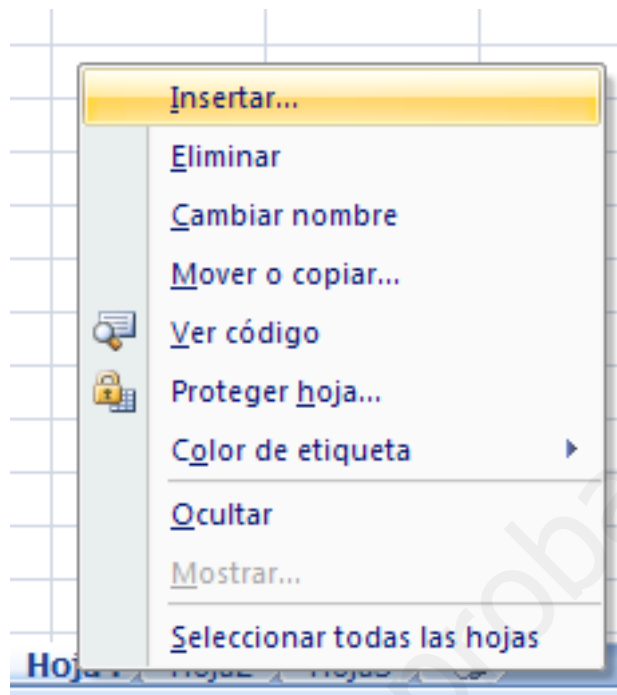 Insertar...
Eliminar
Cambiar nombre
Mover o copiar...
Ver código
Proteger hoja...
Color de etiqueta
Ocultar
Mostrar...
Seleccionar todas las hojas